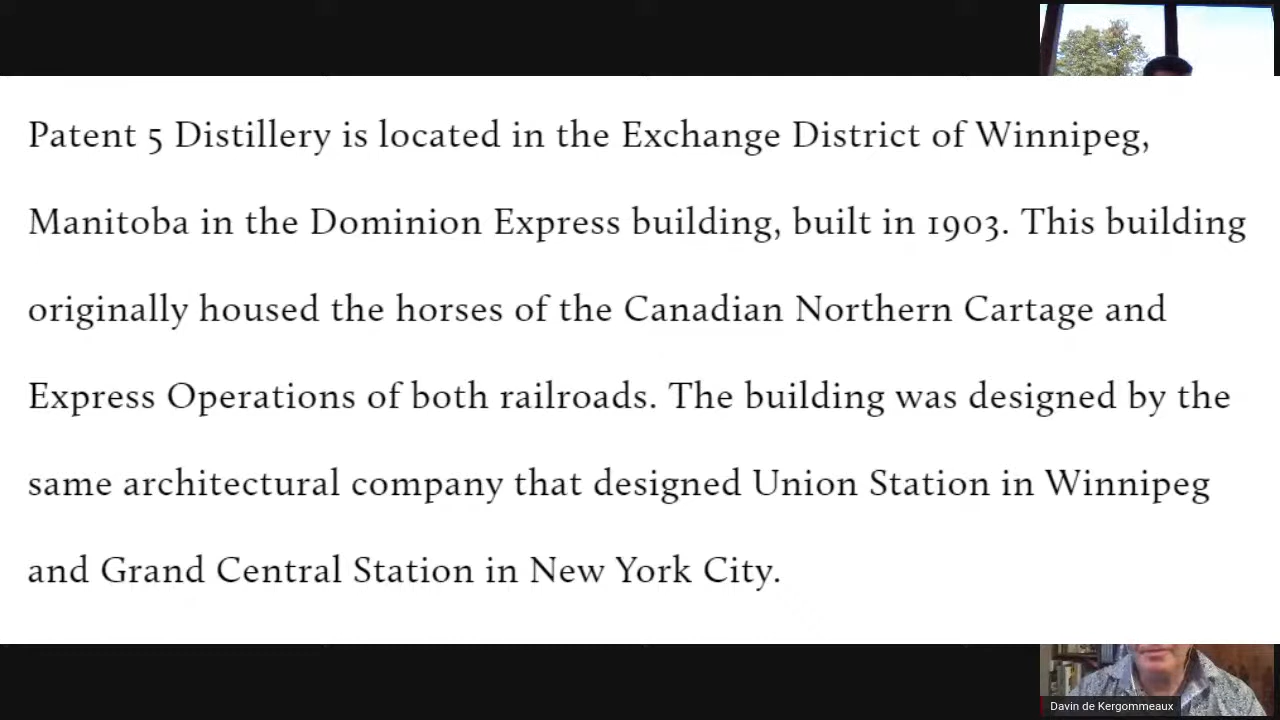 Patent 5 Distillery is located in the Exchange District of Winnipeg,
Manitoba in the Dominion Express building, built in 1903. This building
originally housed the horses of the Canadian Northern Cartage and
Express Operations of both railroads. The building was designed by the
same architectural company that designed Union Station in Winnipeg
and Grand Central Station in New York City.
Davin de Kergommeaux